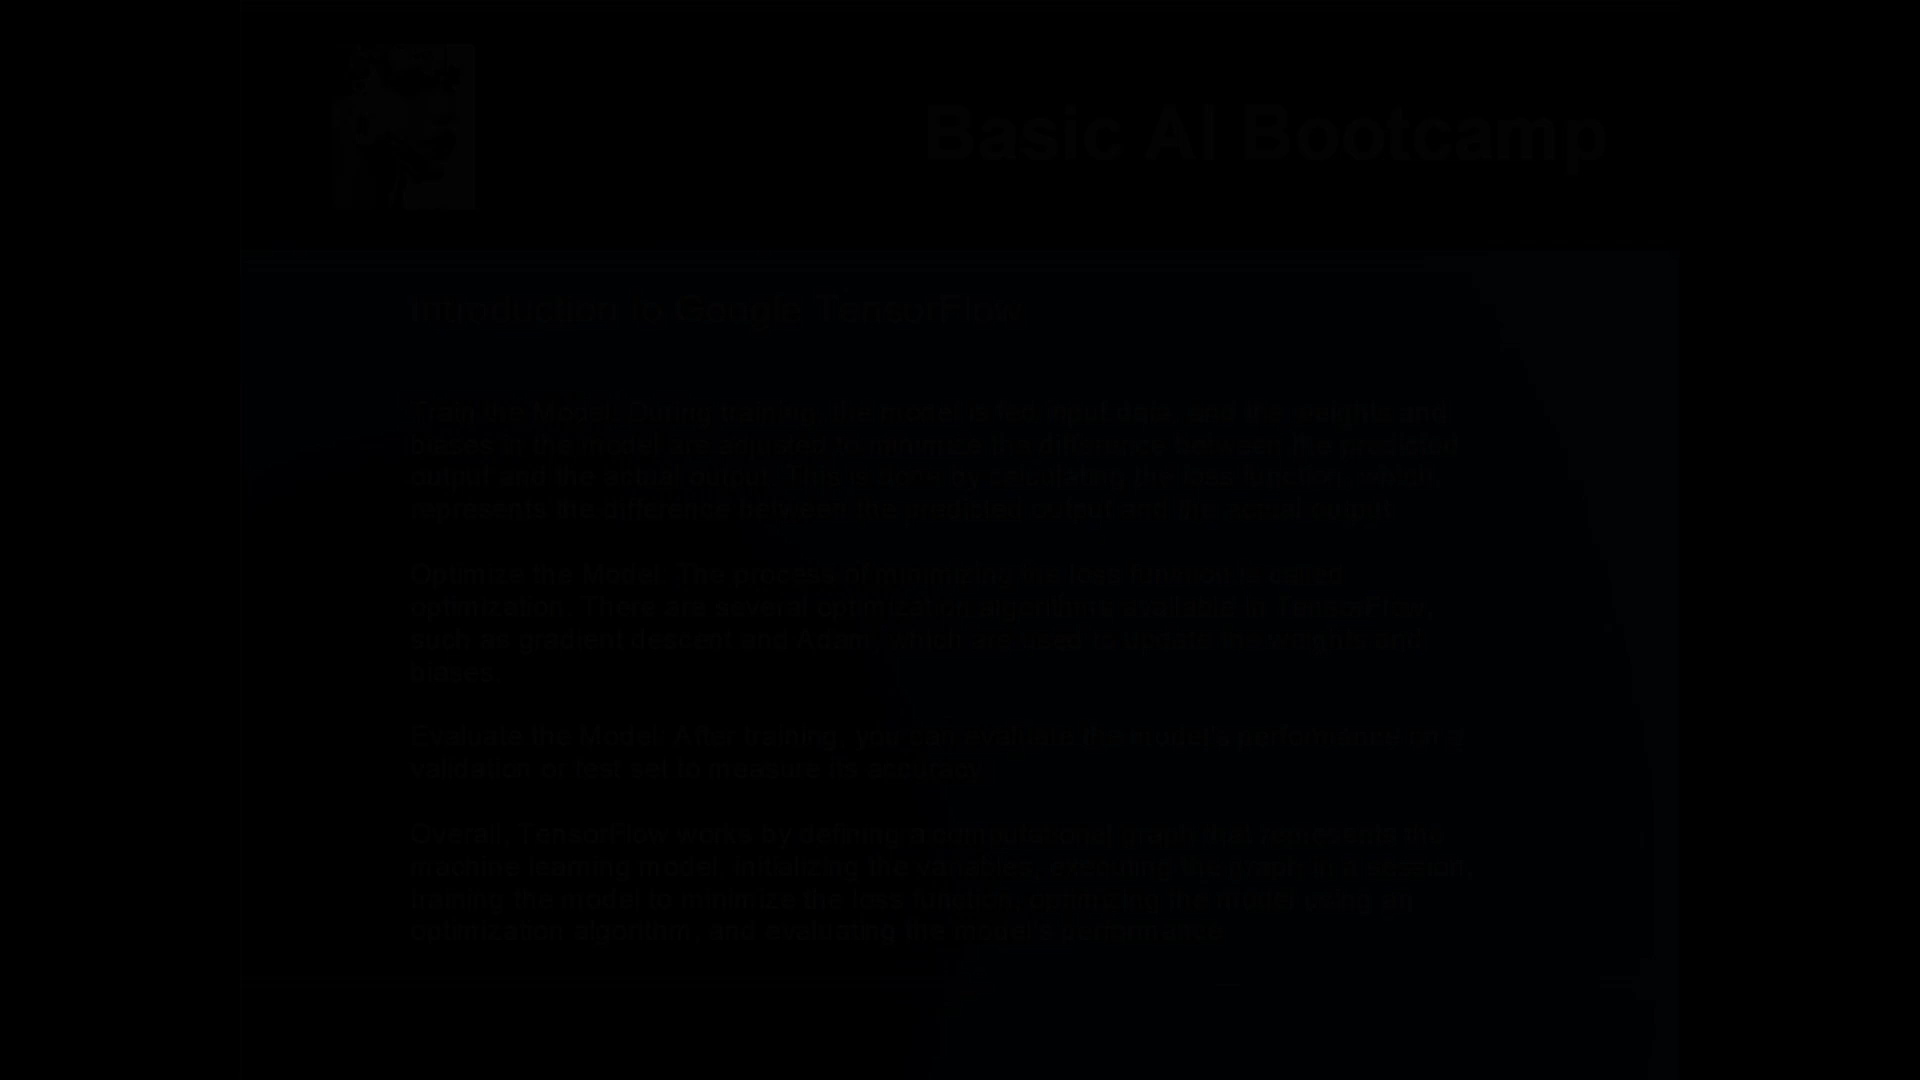 Basic AI Bootcamp
Introduction to Google TensorFlow
Train the Model: During training, the model is fed input data, and the weights and
biases in the model are adjusted to minimize the difference between the predicted
output and the actual output. This is done by calculating the loss function, which
represents the difference between the predicted output and the actual output.
Optimize the Model: The process of minimizing the loss function is called
optimization. There are several optimization algorithms available in TensorFlow,
such as gradient descent and Adam, which are used to update the weights and
biases.
Evaluate the Model: After training, you can evaluate the model's performance on a
validation or test set to measure its accuracy.
Overall, TensorFlow works by defining a computational graph that represents the
machine learning model, initializing the variables, executing the graph in a session,
training the model to minimize the loss function, optimizing the model using an
optimization algorithm, and evaluating the model's performance.